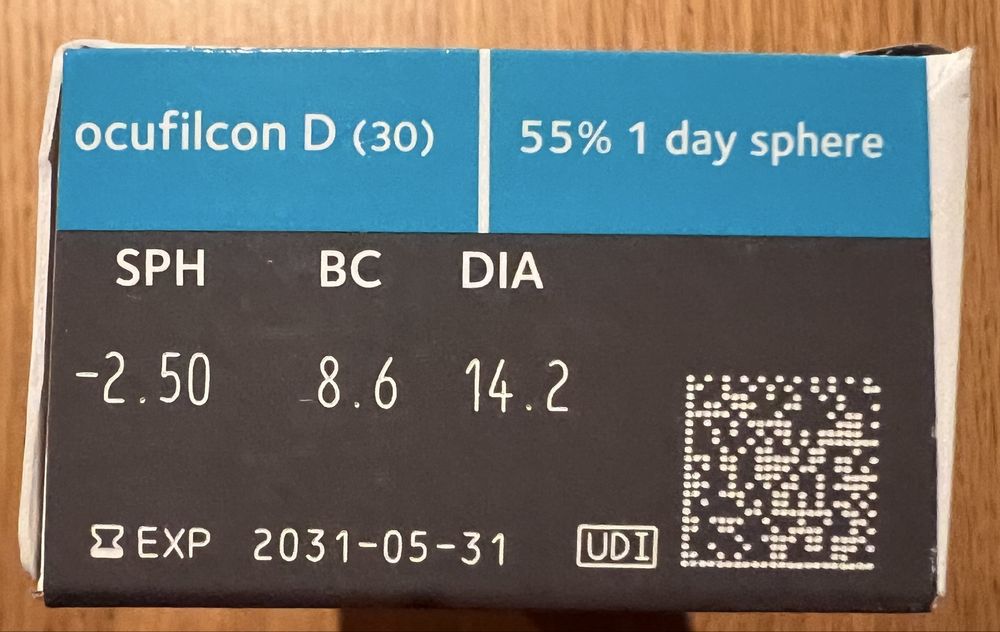 ocufilcon D (30) 55% 1 day sphere
SPH BC DIA
-2.50 8.6 14.2
EXP 2031-05-31 UDI